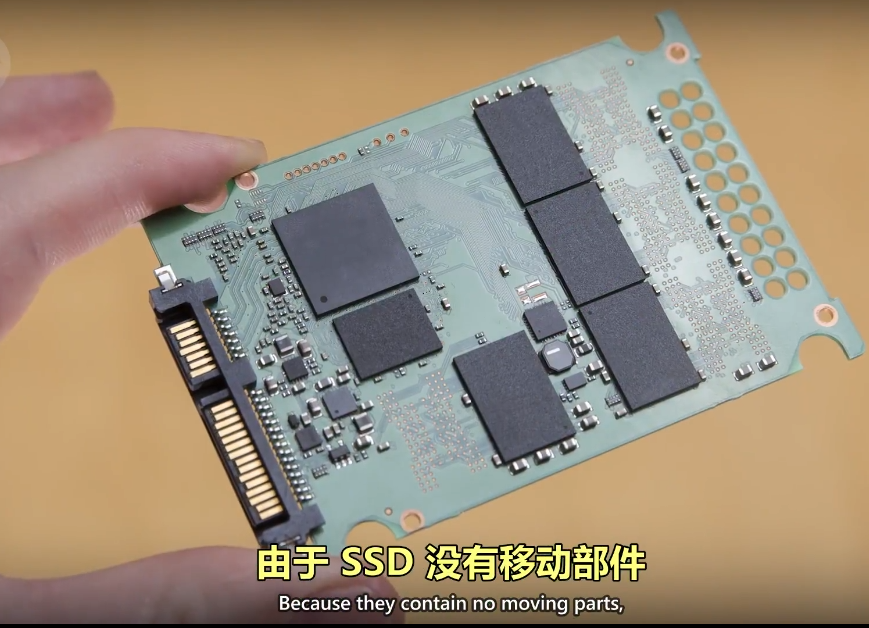 由于 SSD 没有移动部件
Because they contain no moving parts,